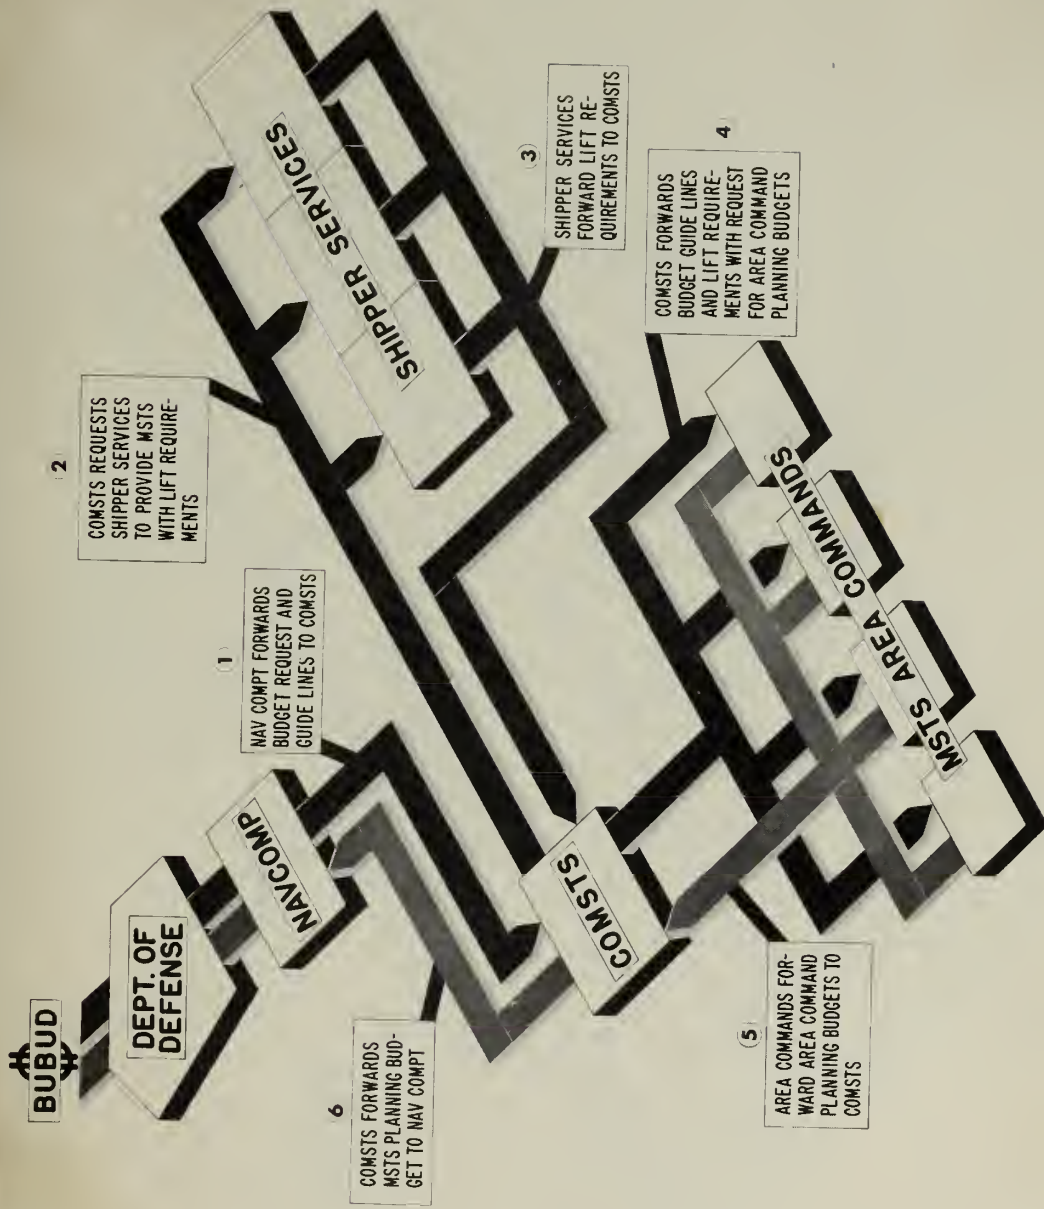 BUBUD
DEPT. OF
DEFENSE
NAVCOMP
COMSTS
SHIPPER SERVICES
MSTS AREA COMMANDS
1
NAV COMPT FORWARDS
BUDGET REQUEST AND
GUIDE LINES TO COMSTS
2
COMSTS REQUESTS
SHIPPER SERVICES
TO PROVIDE MSTS
WITH LIFT REQUIRE-
MENTS
3
SHIPPER SERVICES
FORWARD LIFT RE-
QUIREMENTS TO COMSTS
4
COMSTS FORWARDS
BUDGET GUIDE LINES
AND LIFT REQUIRE-
MENTS WITH REQUEST
FOR AREA COMMAND
PLANNING BUDGETS
5
AREA COMMANDS FOR-
WARD AREA COMMAND
PLANNING BUDGETS TO
COMSTS
6
COMSTS FORWARDS
MSTS PLANNING BUD-
GET TO NAV COMPT